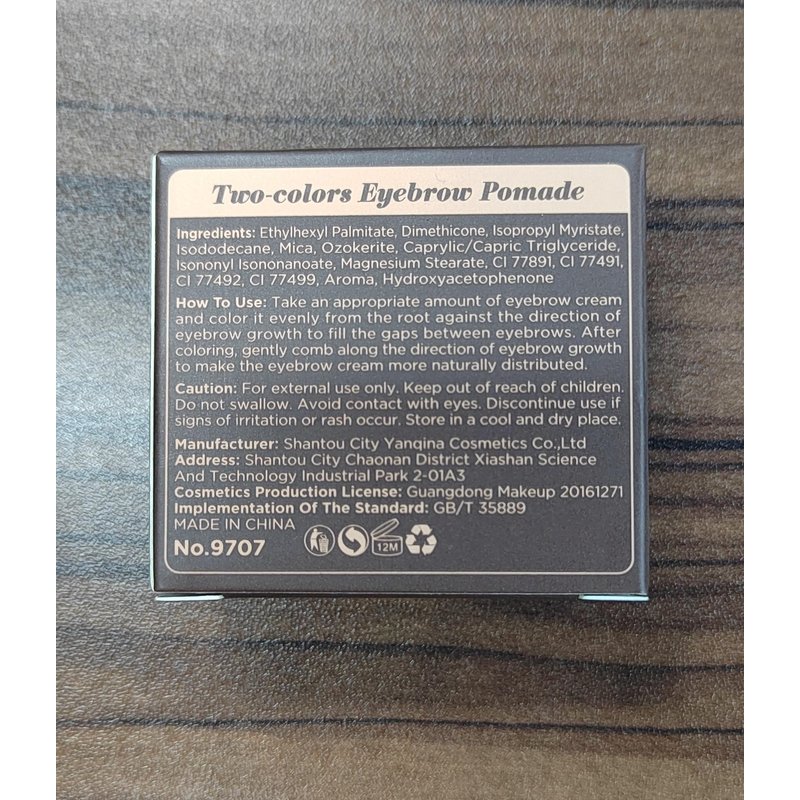 Two-colors Eyebrow Pomade
Ingredients: Ethylhexyl Palmitate, Dimethicone, Isopropyl Myristate,
Isododecane, Mica, Ozokerite, Caprylic/Capric Triglyceride,
Isononyl Isononanoate, Magnesium Stearate, CI 77891, CI 77491,
CI 77492, CI 77499, Aroma, Hydroxyacetophenone
How To Use: Take an appropriate amount of eyebrow cream
and color it evenly from the root against the direction of
eyebrow growth to fill the gaps between eyebrows. After
coloring, gently comb along the direction of eyebrow growth
to make the eyebrow cream more naturally distributed.
Caution: For external use only. Keep out of reach of children.
Do not swallow. Avoid contact with eyes. Discontinue use if
signs of irritation or rash occur. Store in a cool and dry place.
Manufacturer: Shantou City Yanqina Cosmetics Co.,Ltd
Address: Shantou City Chaonan District Xiashan Science
And Technology Industrial Park 2-01A3
Cosmetics Production License: Guangdong Makeup 20161271
Implementation Of The Standard: GB/T 35889
MADE IN CHINA
No.9707
12M